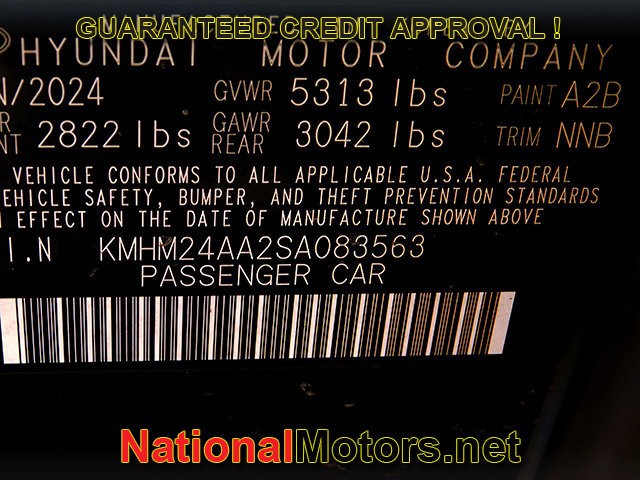 GUARANTEED CREDIT APPROVAL !
HYUNDAI MOTOR COMPANY
N/2024 GVWR 5313 lbs PAINT A2B
2822 lbs GAWR REAR 3042 lbs TRIM NNB
VEHICLE CONFORMS TO ALL APPLICABLE U.S.A. FEDERAL
VEHICLE SAFETY, BUMPER, AND THEFT PREVENTION STANDARDS
EFFECT ON THE DATE OF MANUFACTURE SHOWN ABOVE
I.N KMHM24AA2SA083563
PASSENGER CAR
NationalMotors.net